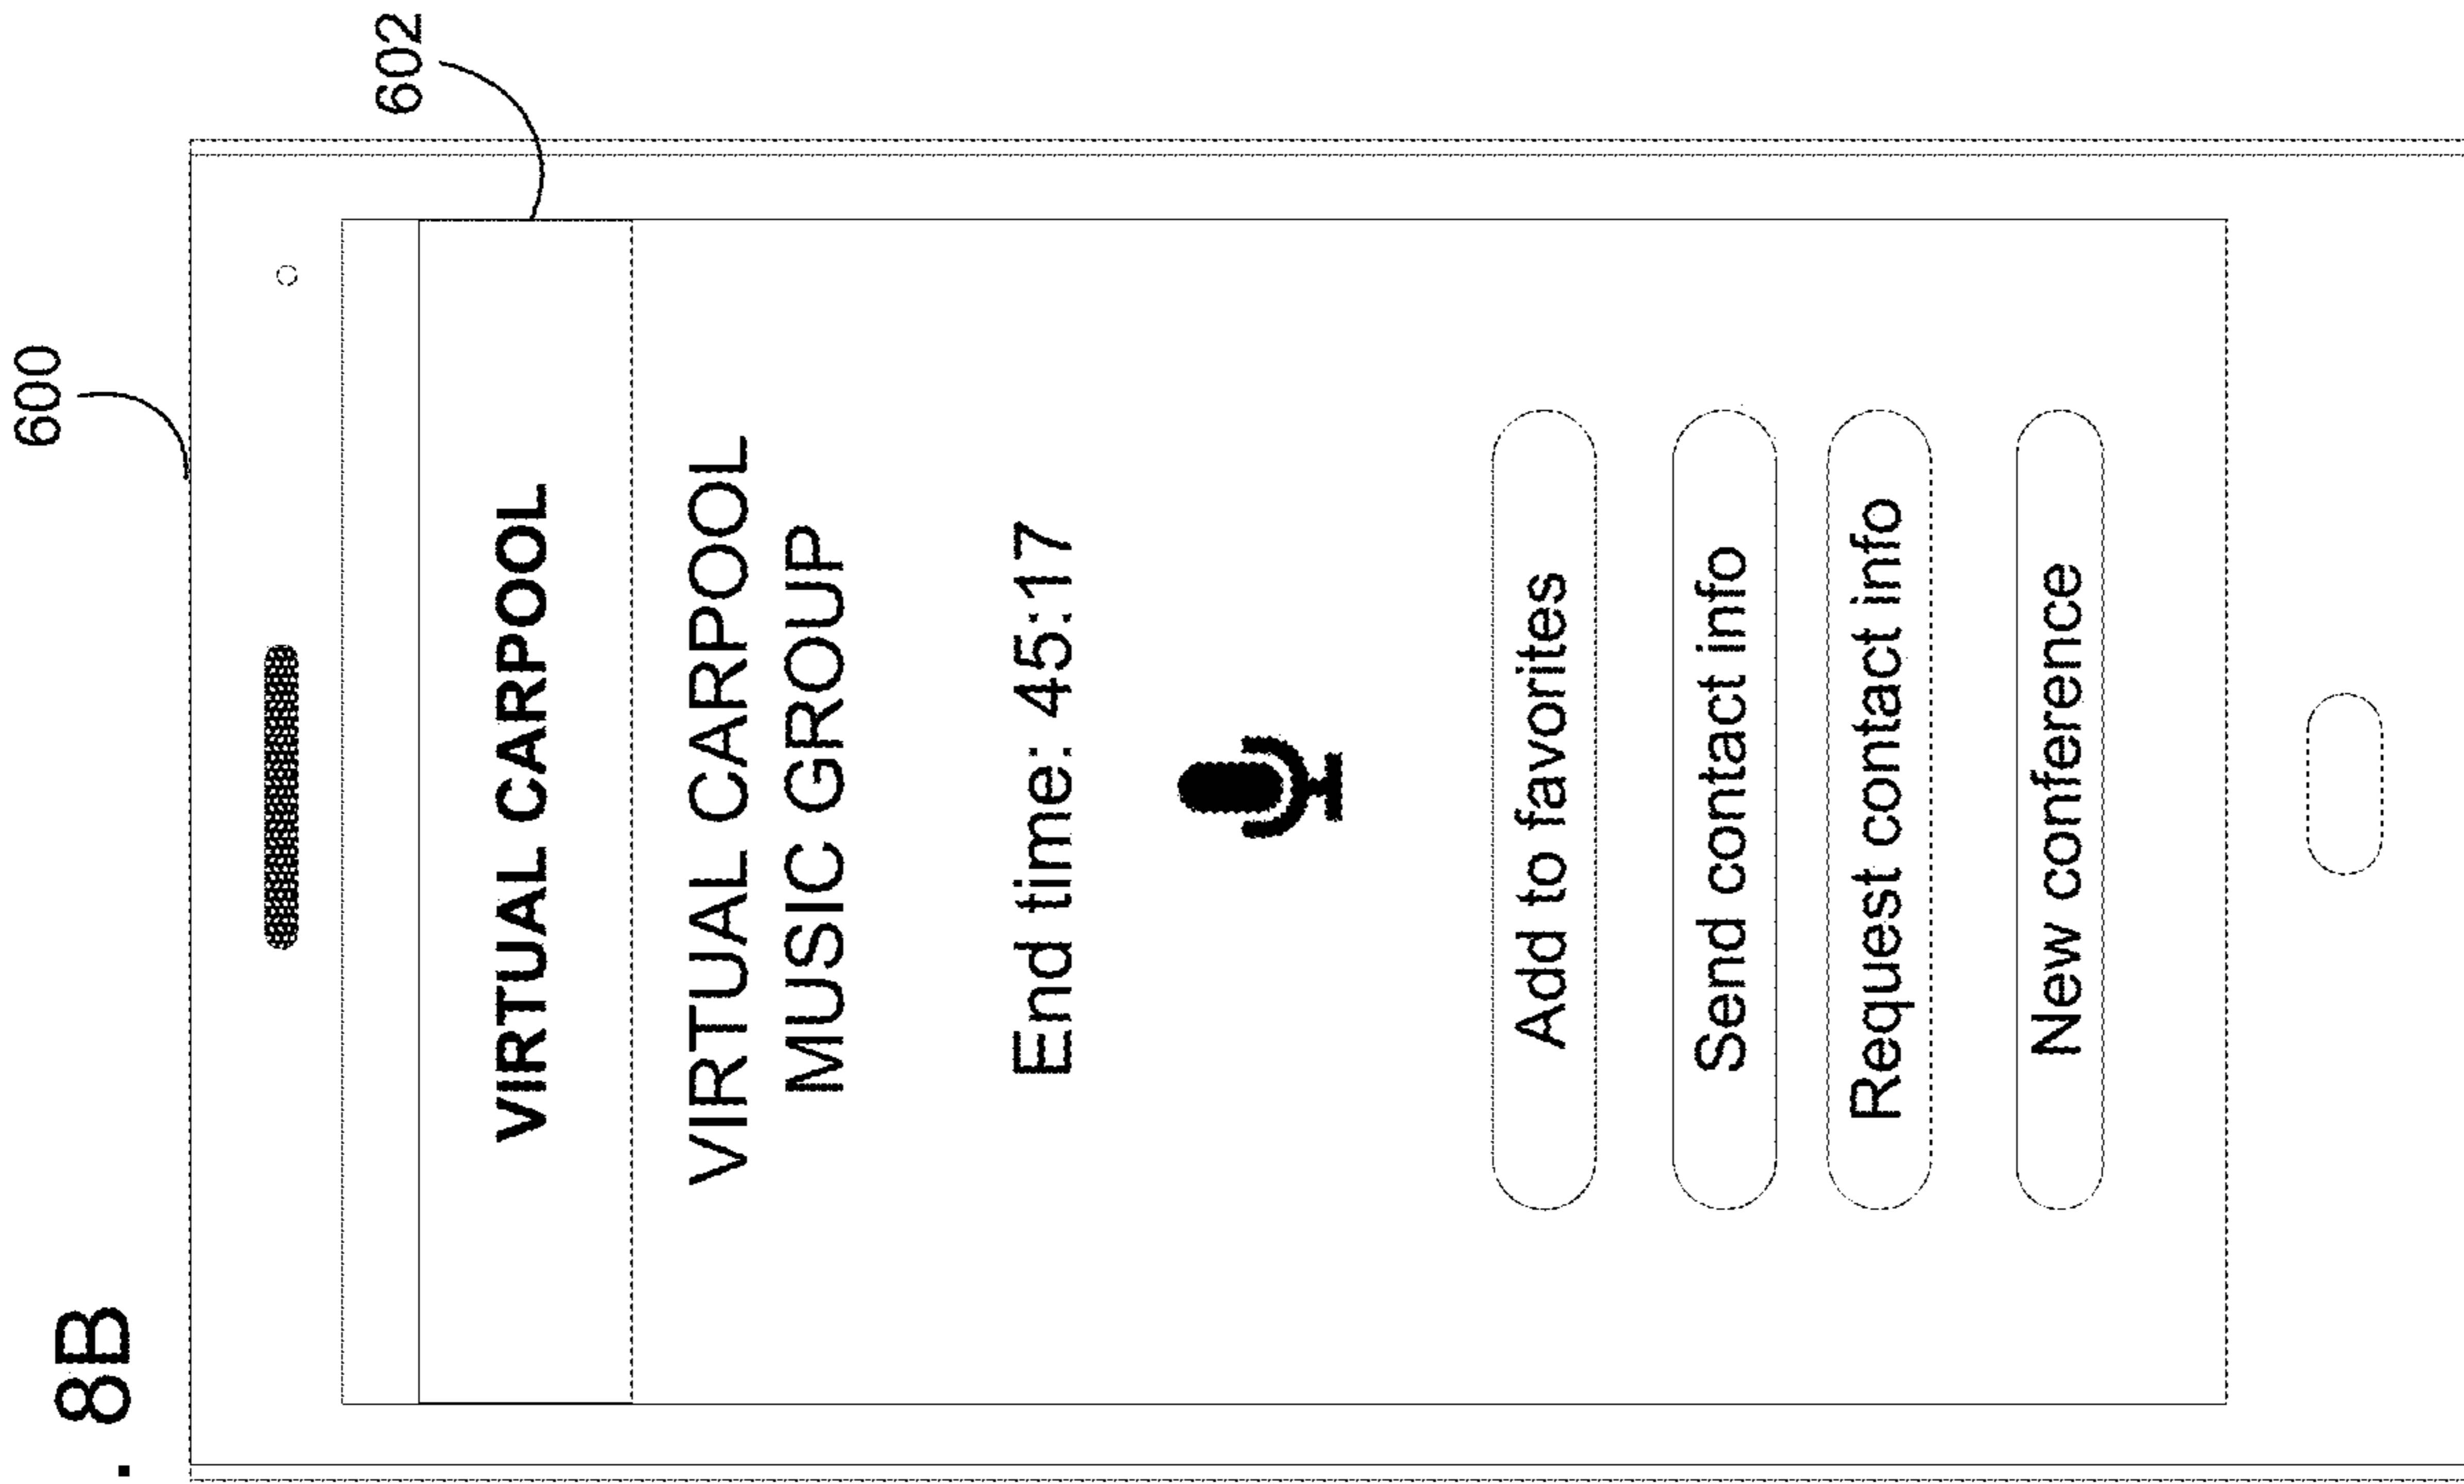 . 8B
600
602
VIRTUAL CARPOOL
VIRTUAL CARPOOL
MUSIC GROUP
End time: 45:17
Add to favorites
Send contact info
Request contact info
New conference